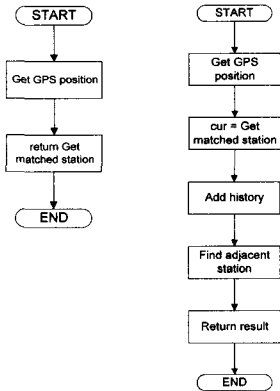 START
Get GPS position
return Get
matched station
END
START
Get GPS
position
cur = Get
matched station
Add history
Find adjacent
station
Return result
END